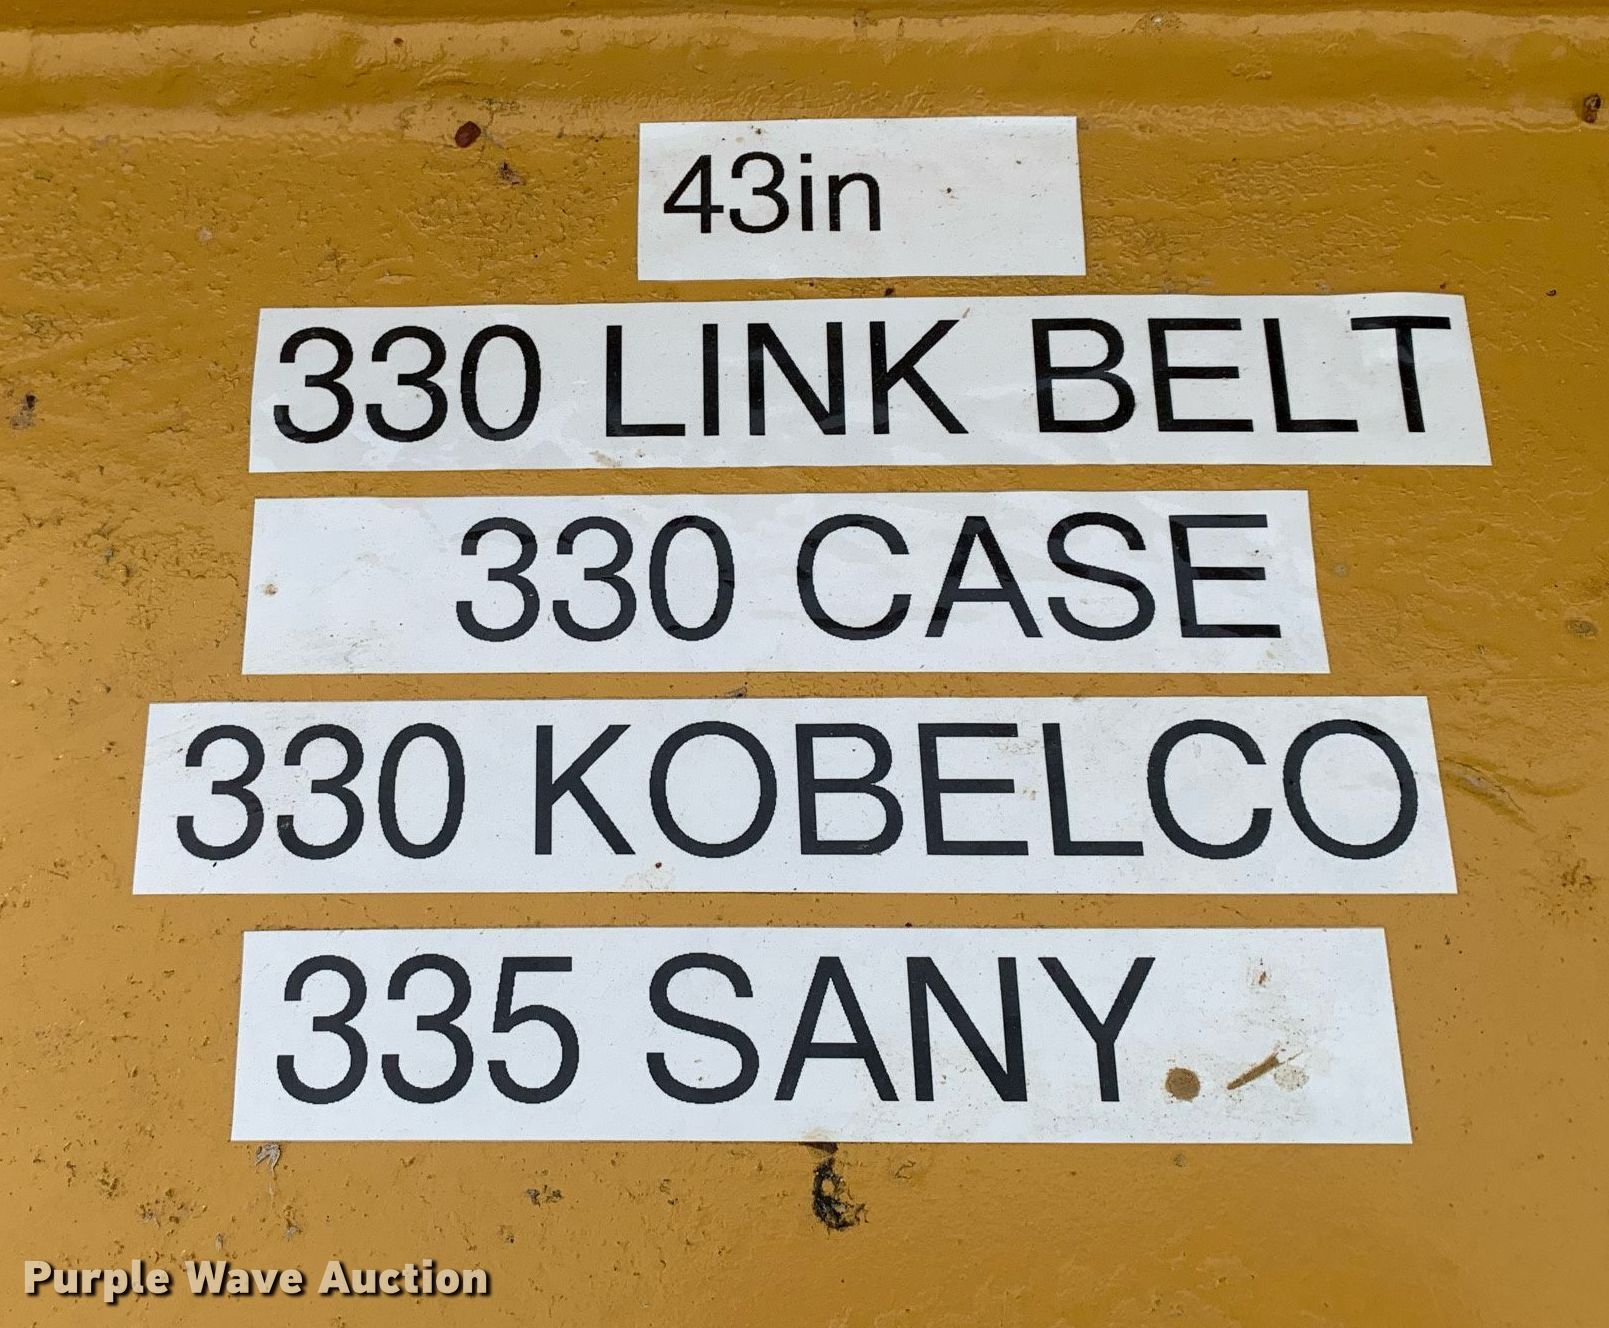 43in
330 LINK BELT
330 CASE
330 KOBELCO
335 SANY
Purple Wave Auction